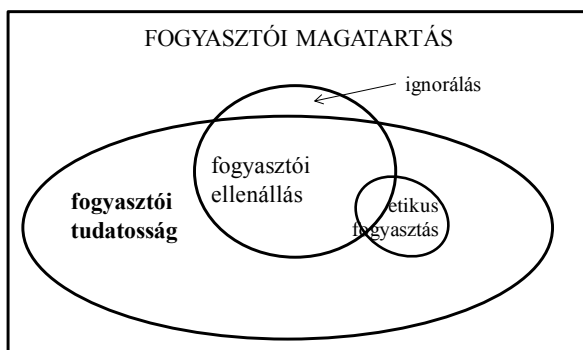 FOGYASZTÓI MAGATARTÁS
ignorálás
fogyasztói
ellenállás
fogyasztói
tudatosság
etikus
fogyasztás